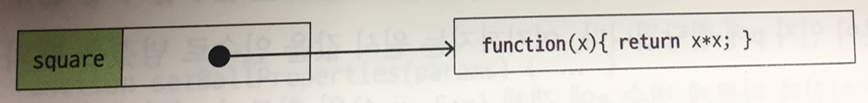 square
function(x){ return x*x; }